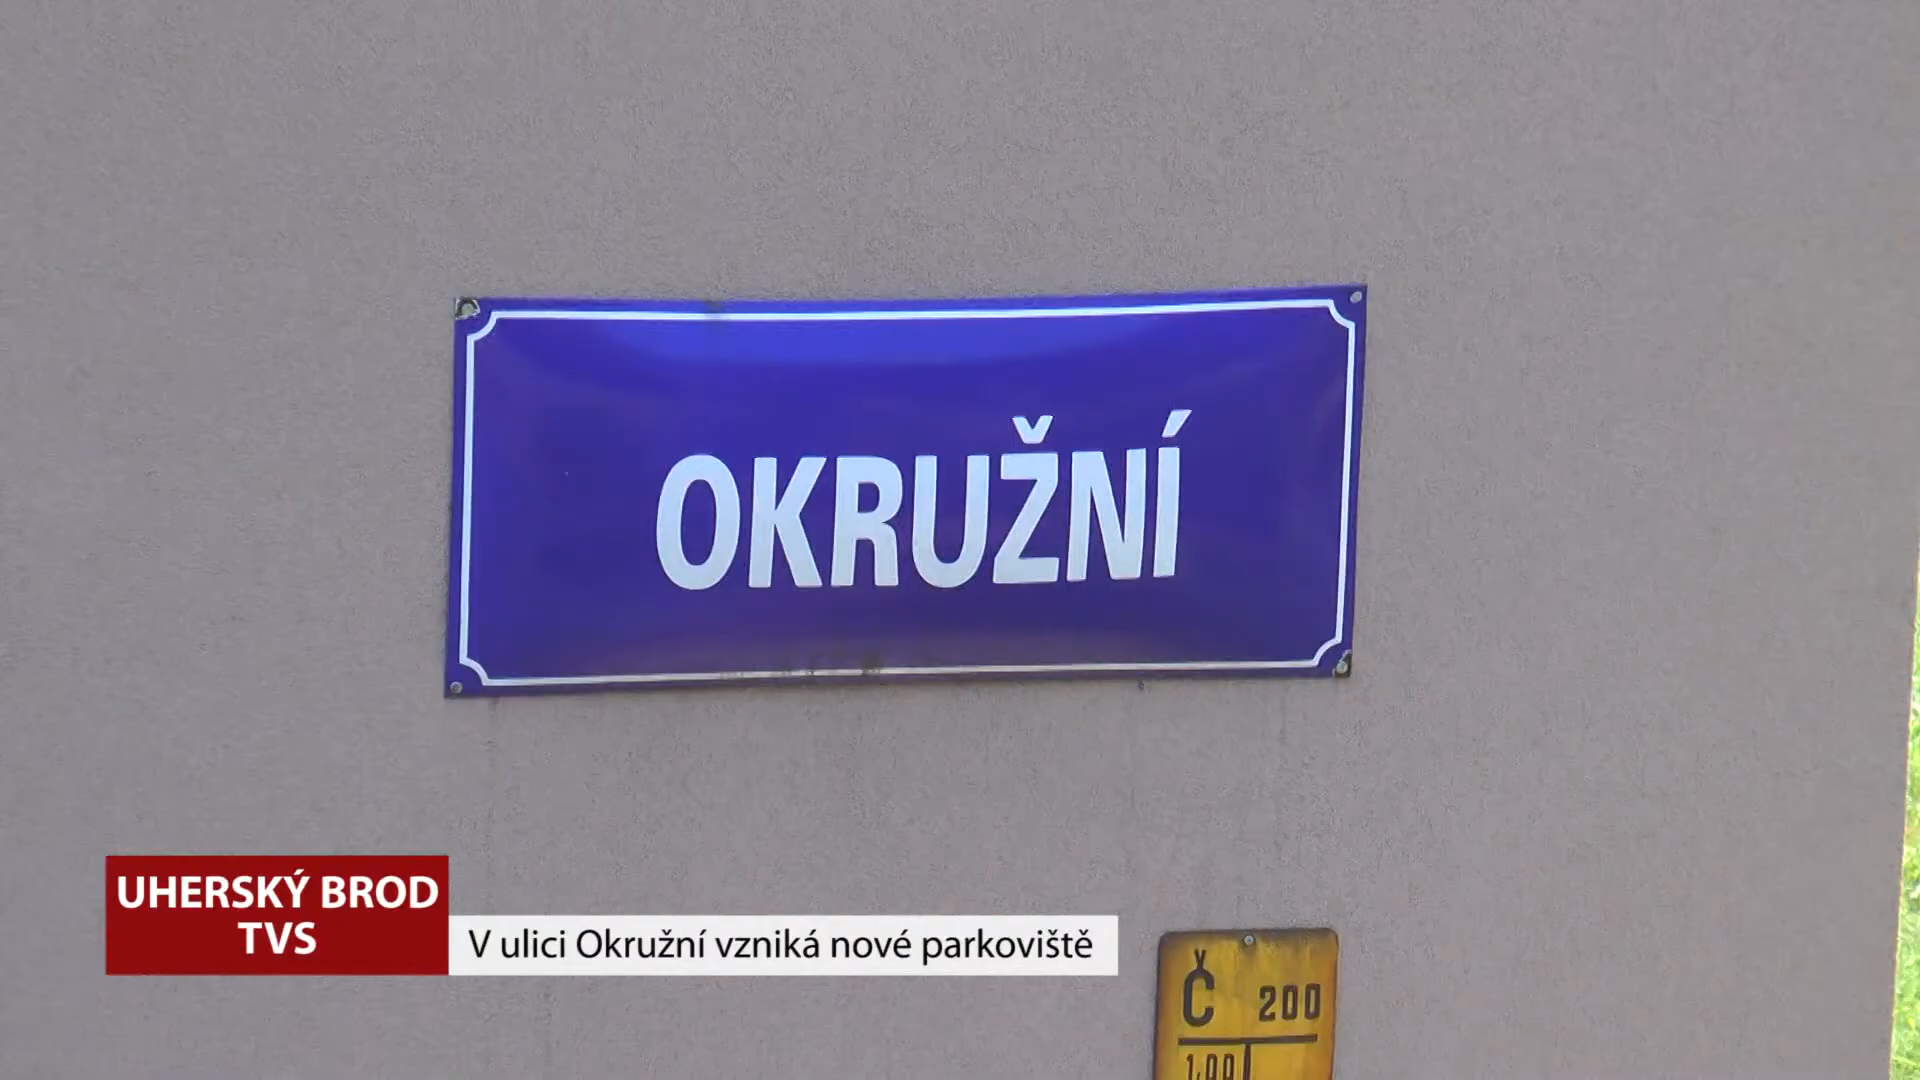 OKRUŽNÍ
UHERSKÝ BROD
TVS
V ulici Okružní vzniká nové parkoviště
Č 200